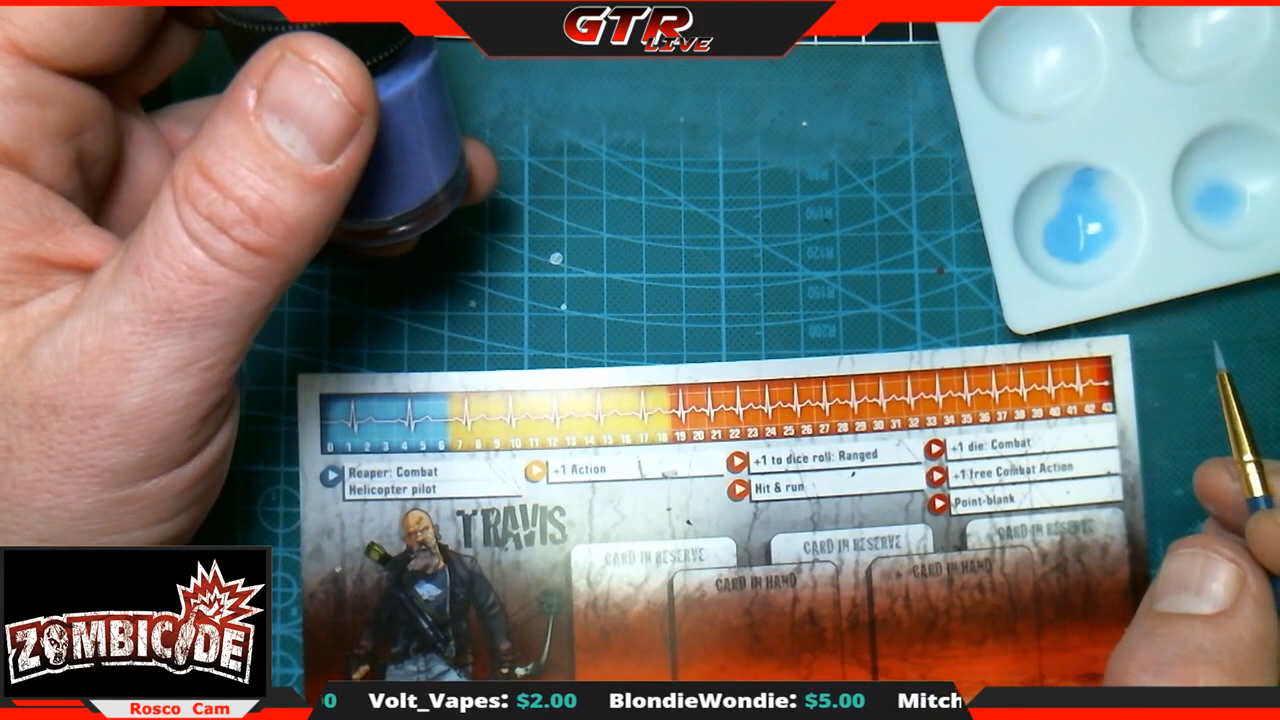 GTR
LIVE
R120
R150
R200
0 1 2 3 4 5 6 7 8 9 10 11 12 13 14 15 16 17 18 19 20 21 22 23 24 25 26 27 28 29 30 31 32 33 34 35 36 37 38 39 40 41 42 43
Reaper: Combat
Helicopter pilot
+1 Action
+1 to dice roll: Ranged
Hit & run
+1 die: Combat
+1 free Combat Action
Point-blank
TRAVIS
CARD IN RESERVE
CARD IN RESERVE
CARD IN RESERVE
CARD IN HAND
CARD IN HAND
ZOMBICIDE
Rosco Cam
00 Volt_Vapes: $2.00 BlondieWondie: $5.00 Mitch